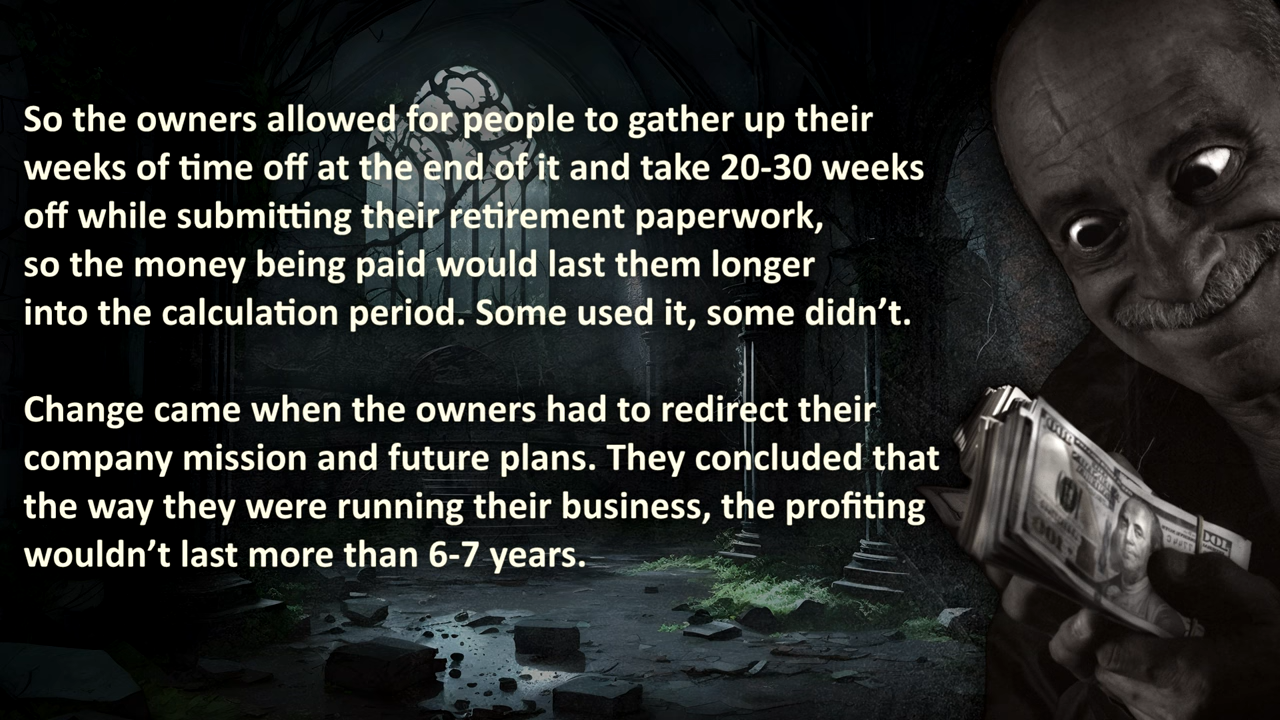 So the owners allowed for people to gather up their
weeks of time off at the end of it and take 20-30 weeks
off while submitting their retirement paperwork,
so the money being paid would last them longer
into the calculation period. Some used it, some didn’t.
Change came when the owners had to redirect their
company mission and future plans. They concluded that
the way they were running their business, the profiting
wouldn’t last more than 6-7 years.